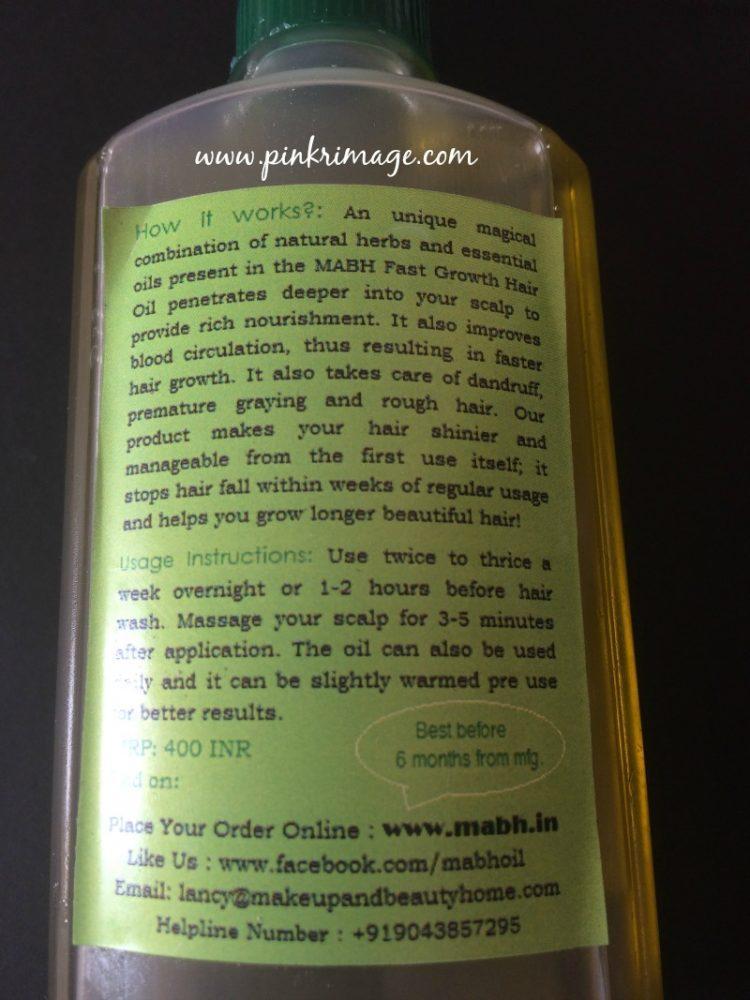 www.pinkrimage.com
How it works?: An unique magical
combination of natural herbs and essential
oils present in the MABH Fast Growth Hair
Oil penetrates deeper into your scalp to
provide rich nourishment. It also improves
blood circulation, thus resulting in faster
hair growth. It also takes care of dandruff,
premature graying and rough hair. Our
product makes your hair shinier and
manageable from the first use itself; it
stops hair fall within weeks of regular usage
and helps you grow longer beautiful hair!
Usage Instructions: Use twice to thrice a
week overnight or 1-2 hours before hair
wash. Massage your scalp for 3-5 minutes
after application. The oil can also be used
daily and it can be slightly warmed pre use
for better results.
Best before
6 months from mfg.
MRP: 400 INR
on:
Place Your Order Online : www.mabh.in
Like Us : www.facebook.com/mabhoil
Email: lancy@makeupandbeautyhome.com
Helpline Number : +919043857295